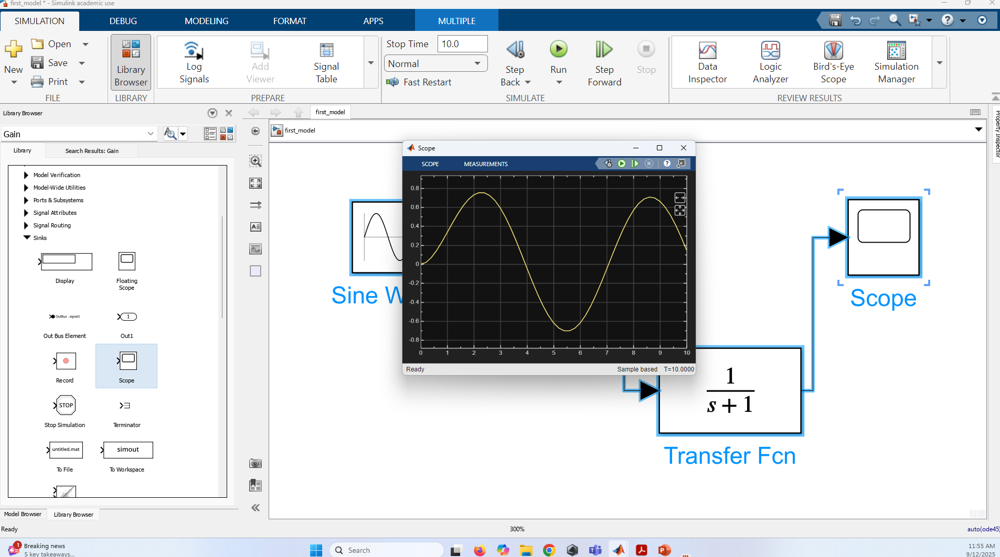 first_model * - Simulink academic use
SIMULATION
DEBUG
MODELING
FORMAT
APPS
MULTIPLE
New
Open
Save
Print
FILE
Library
Browser
LIBRARY
Log
Signals
Add
Viewer
Signal
Table
PREPARE
Stop Time 10.0
Normal
Fast Restart
Step
Back
Run
Step
Forward
Stop
SIMULATE
Data
Inspector
Logic
Analyzer
Bird's-Eye
Scope
Simulation
Manager
REVIEW RESULTS
Library Browser
Gain
Library
Search Results: Gain
Model Verification
Model-Wide Utilities
Ports & Subsystems
Signal Attributes
Signal Routing
Sinks
Display
Floating
Scope
OutBus . signal1
Out Bus Element
1
Out1
Record
Scope
STOP
Stop Simulation
Terminator
untitled.mat
To File
simout
To Workspace
Model Browser
Library Browser
first_model
first_model
Property Inspector
Sine W
Scope
SCOPE
MEASUREMENTS
0.8
0.6
0.4
0.2
0
-0.2
-0.4
-0.6
-0.8
0 1 2 3 4 5 6 7 8 9 10
Ready
Sample based T=10.0000
1
s + 1
Transfer Fcn
Scope
Ready
300%
auto(ode45)
1
Breaking news
5 key takeaways...
Search
11:55 AM
9/12/2025